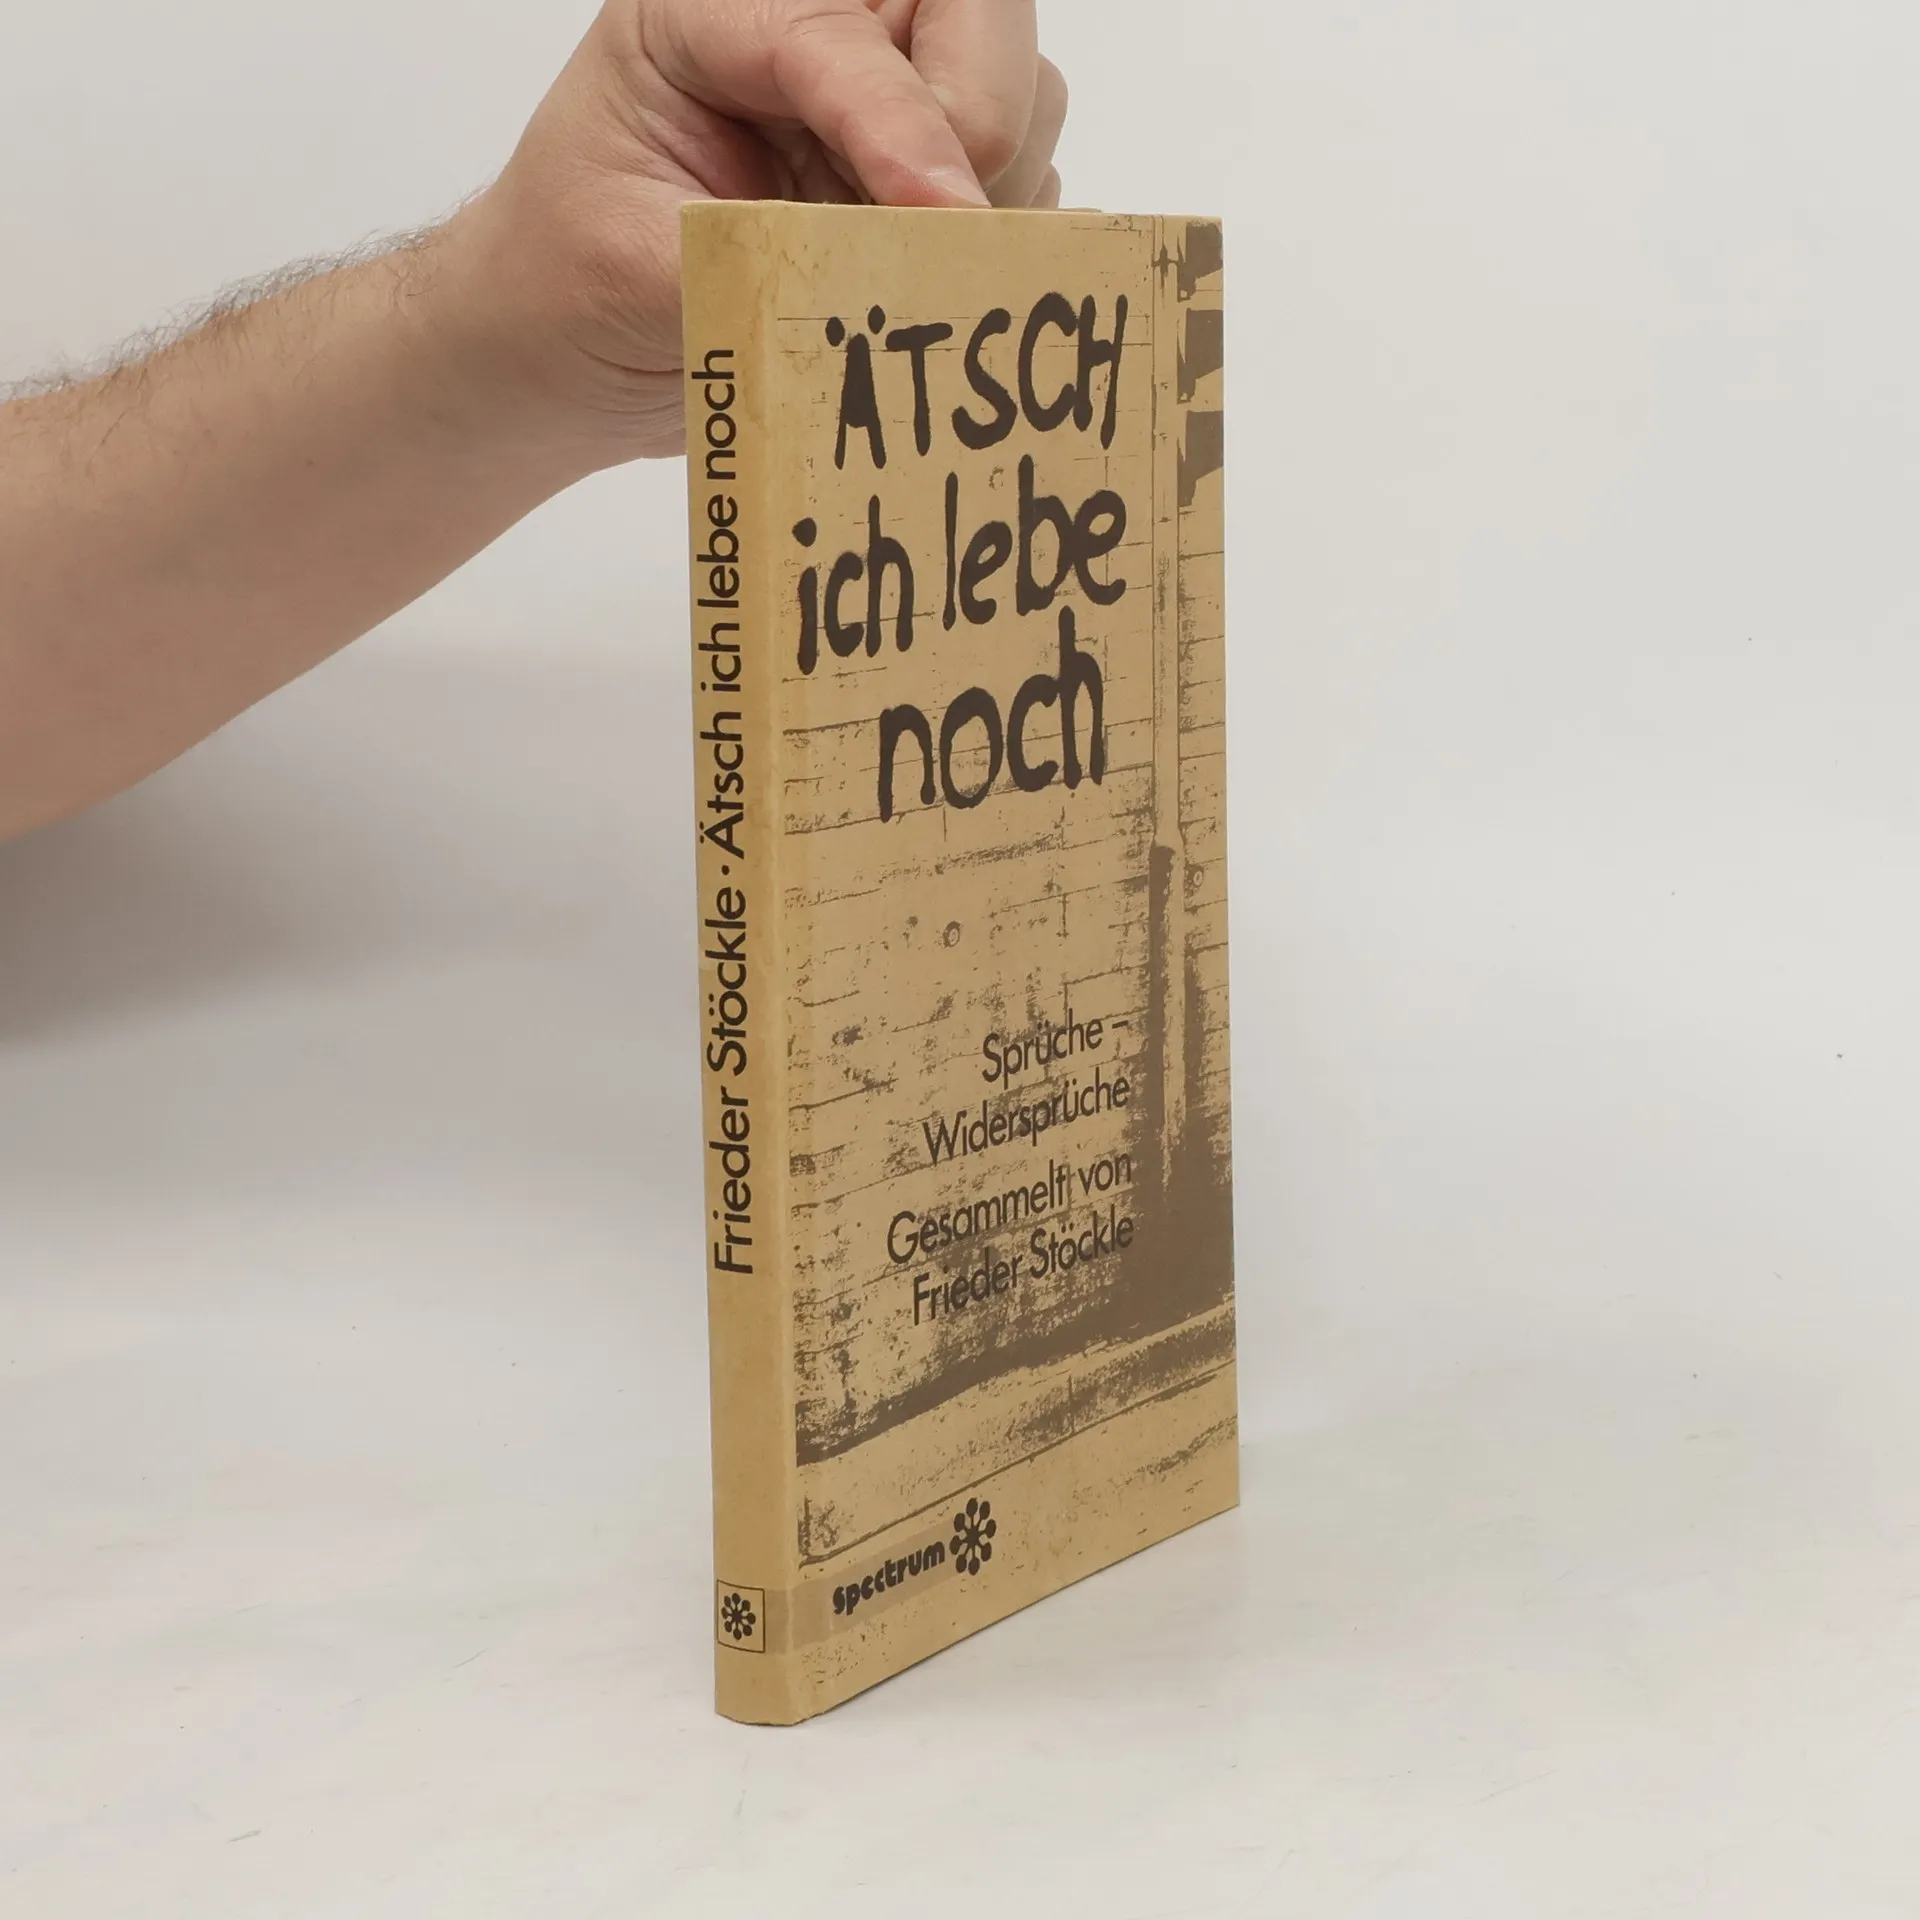 Frieder Stöckle · Ätsch ich lebe noch
ÄTSCH
ich lebe
noch
Sprüche –
Widersprüche
Gesammelt von
Frieder Stöckle
spectrum